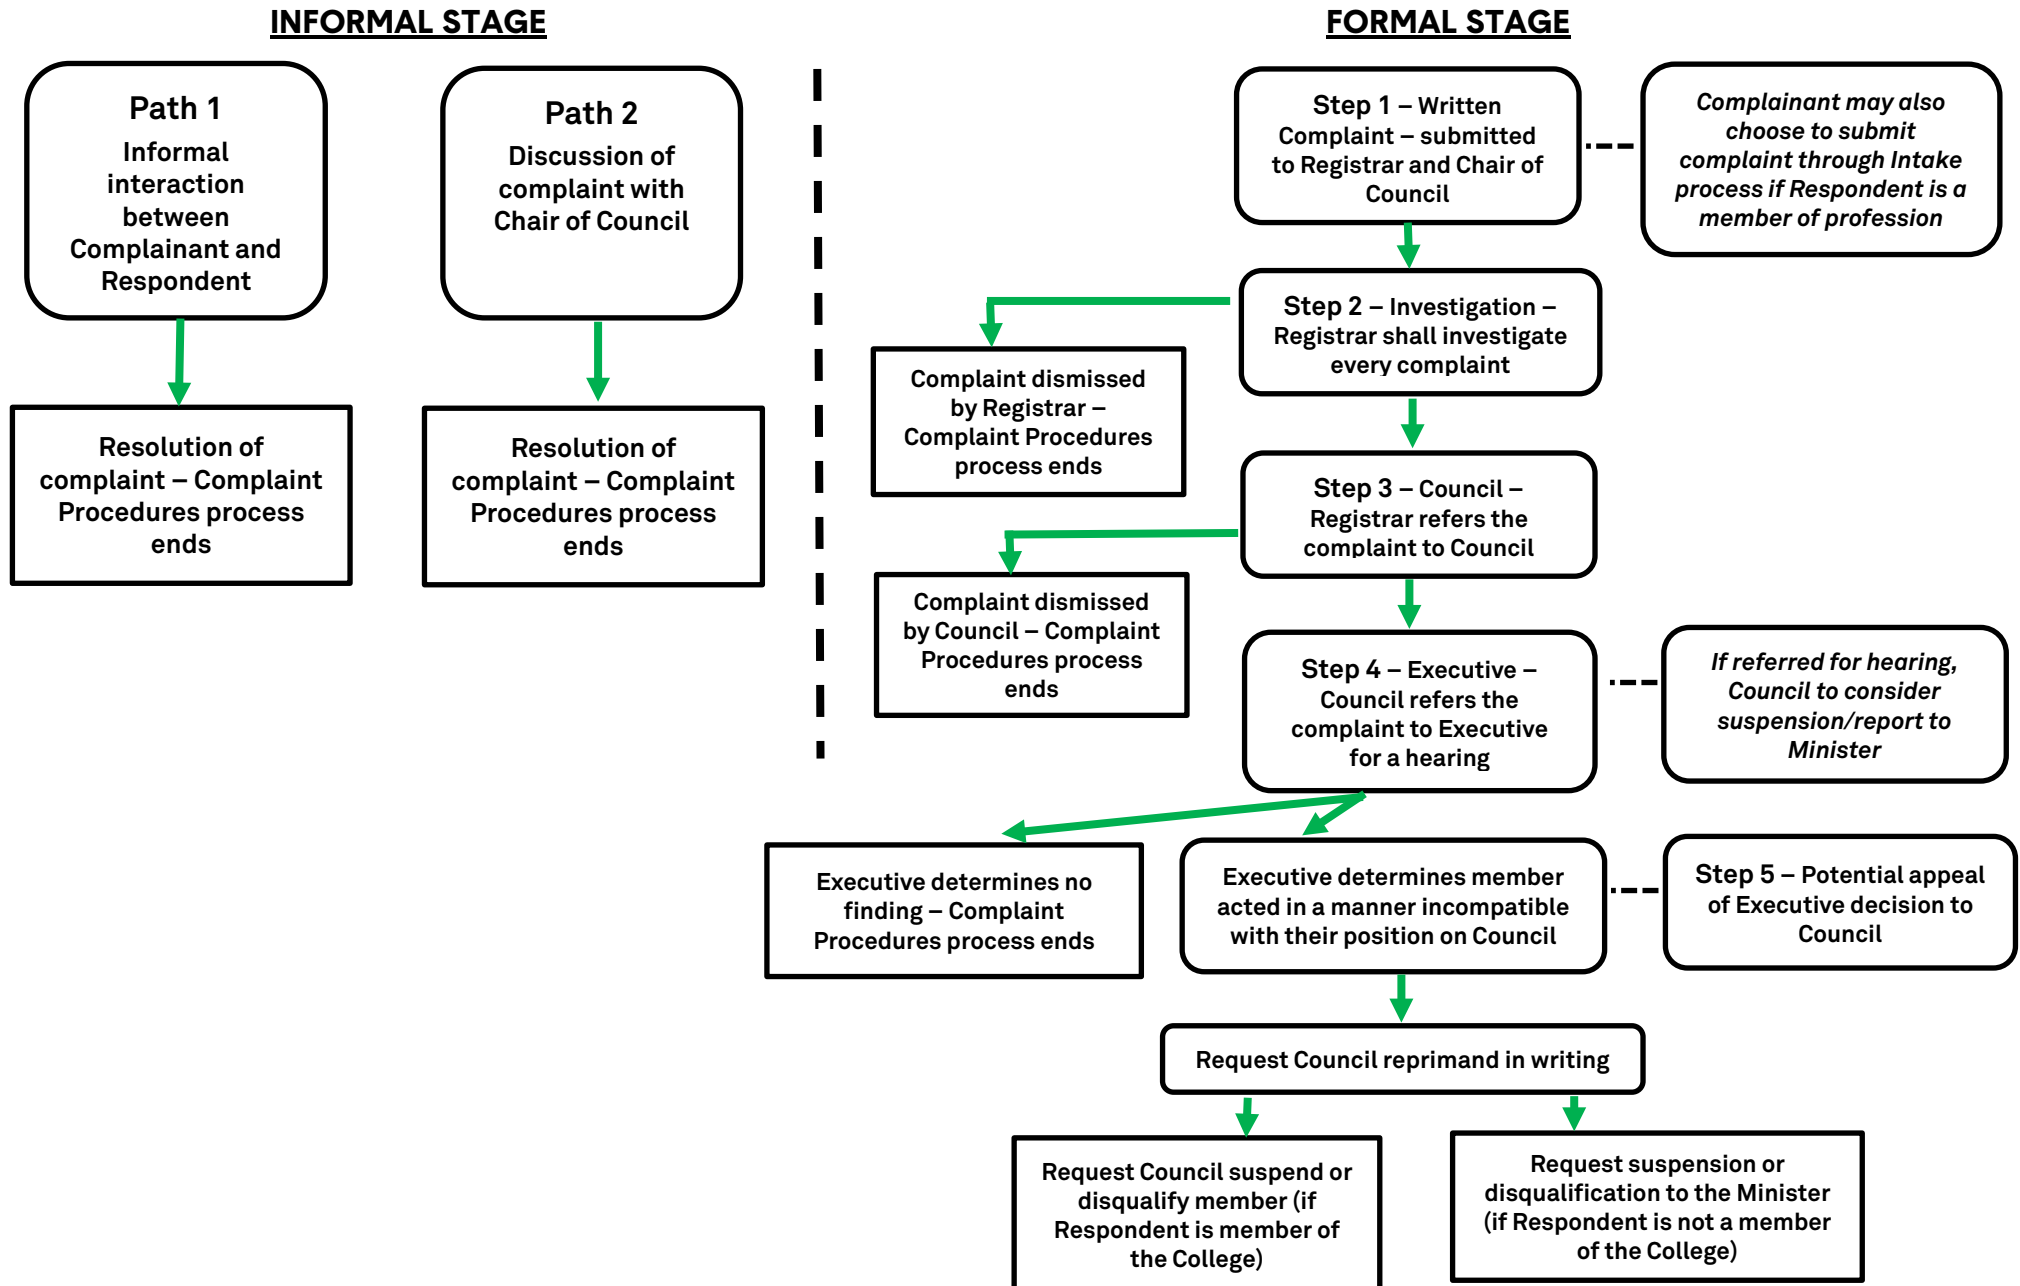 INFORMAL STAGE
Path 1
Informal
interaction
between
Complainant and
Respondent
Path 2
Discussion of
complaint with
Chair of Council
Resolution of
complaint – Complaint
Procedures process
ends
Resolution of
complaint – Complaint
Procedures process
ends
FORMAL STAGE
Step 1 – Written
Complaint – submitted
to Registrar and Chair of
Council
Complainant may also
choose to submit
complaint through Intake
process if Respondent is a
member of profession
Step 2 – Investigation –
Registrar shall investigate
every complaint
Complaint dismissed
by Registrar –
Complaint Procedures
process ends
Step 3 – Council –
Registrar refers the
complaint to Council
Complaint dismissed
by Council – Complaint
Procedures process
ends
Step 4 – Executive –
Council refers the
complaint to Executive
for a hearing
If referred for hearing,
Council to consider
suspension/report to
Minister
Executive determines no
finding – Complaint
Procedures process ends
Executive determines member
acted in a manner incompatible
with their position on Council
Step 5 – Potential appeal
of Executive decision to
Council
Request Council reprimand in writing
Request Council suspend or
disqualify member (if
Respondent is member of
the College)
Request suspension or
disqualification to the Minister
(if Respondent is not a member
of the College)